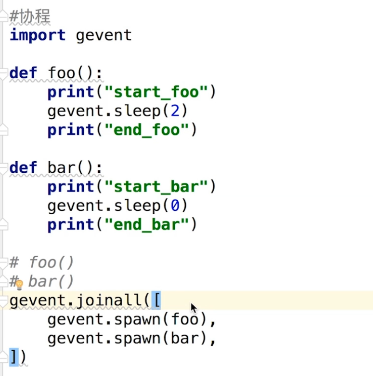 #协程
import gevent
def foo():
    print("start_foo")
    gevent.sleep(2)
    print("end_foo")
def bar():
    print("start_bar")
    gevent.sleep(0)
    print("end_bar")
# foo()
# bar()
gevent.joinall([
    gevent.spawn(foo),
    gevent.spawn(bar),
])